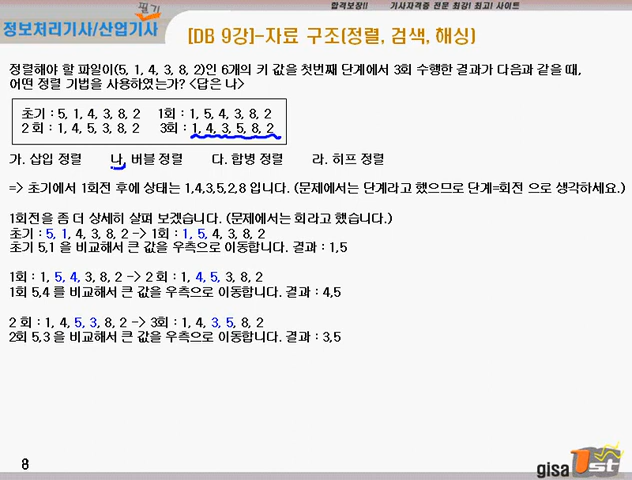 합격보장!! 기사자격증 전문 최강! 최고! 사이트
필기
정보처리기사/산업기사
[DB 9강]-자료 구조(정렬, 검색, 해싱)
정렬해야 할 파일이(5, 1, 4, 3, 8, 2)인 6개의 키 값을 첫번째 단계에서 3회 수행한 결과가 다음과 같을 때,
어떤 정렬 기법을 사용하였는가? <답은 나>
초기 : 5, 1, 4, 3, 8, 2 1회 : 1, 5, 4, 3, 8, 2
2 회 : 1, 4, 5, 3, 8, 2 3회 : 1, 4, 3, 5, 8, 2
가. 삽입 정렬 나. 버블 정렬 다. 합병 정렬 라. 히프 정렬
=> 초기에서 1회전 후에 상태는 1,4,3,5,2,8 입니다. (문제에서는 단계라고 했으므로 단계=회전 으로 생각하세요.)
1회전을 좀 더 상세히 살펴 보겠습니다. (문제에서는 회라고 했습니다.)
초기 : 5, 1, 4, 3, 8, 2 -> 1회 : 1, 5, 4, 3, 8, 2
초기 5,1 을 비교해서 큰 값을 우측으로 이동합니다. 결과 : 1,5
1회 : 1, 5, 4, 3, 8, 2 -> 2 회 : 1, 4, 5, 3, 8, 2
1회 5,4 를 비교해서 큰 값을 우측으로 이동합니다. 결과 : 4,5
2 회 : 1, 4, 5, 3, 8, 2 -> 3회 : 1, 4, 3, 5, 8, 2
2회 5,3 을 비교해서 큰 값을 우측으로 이동합니다. 결과 : 3,5
8
gisa 1st